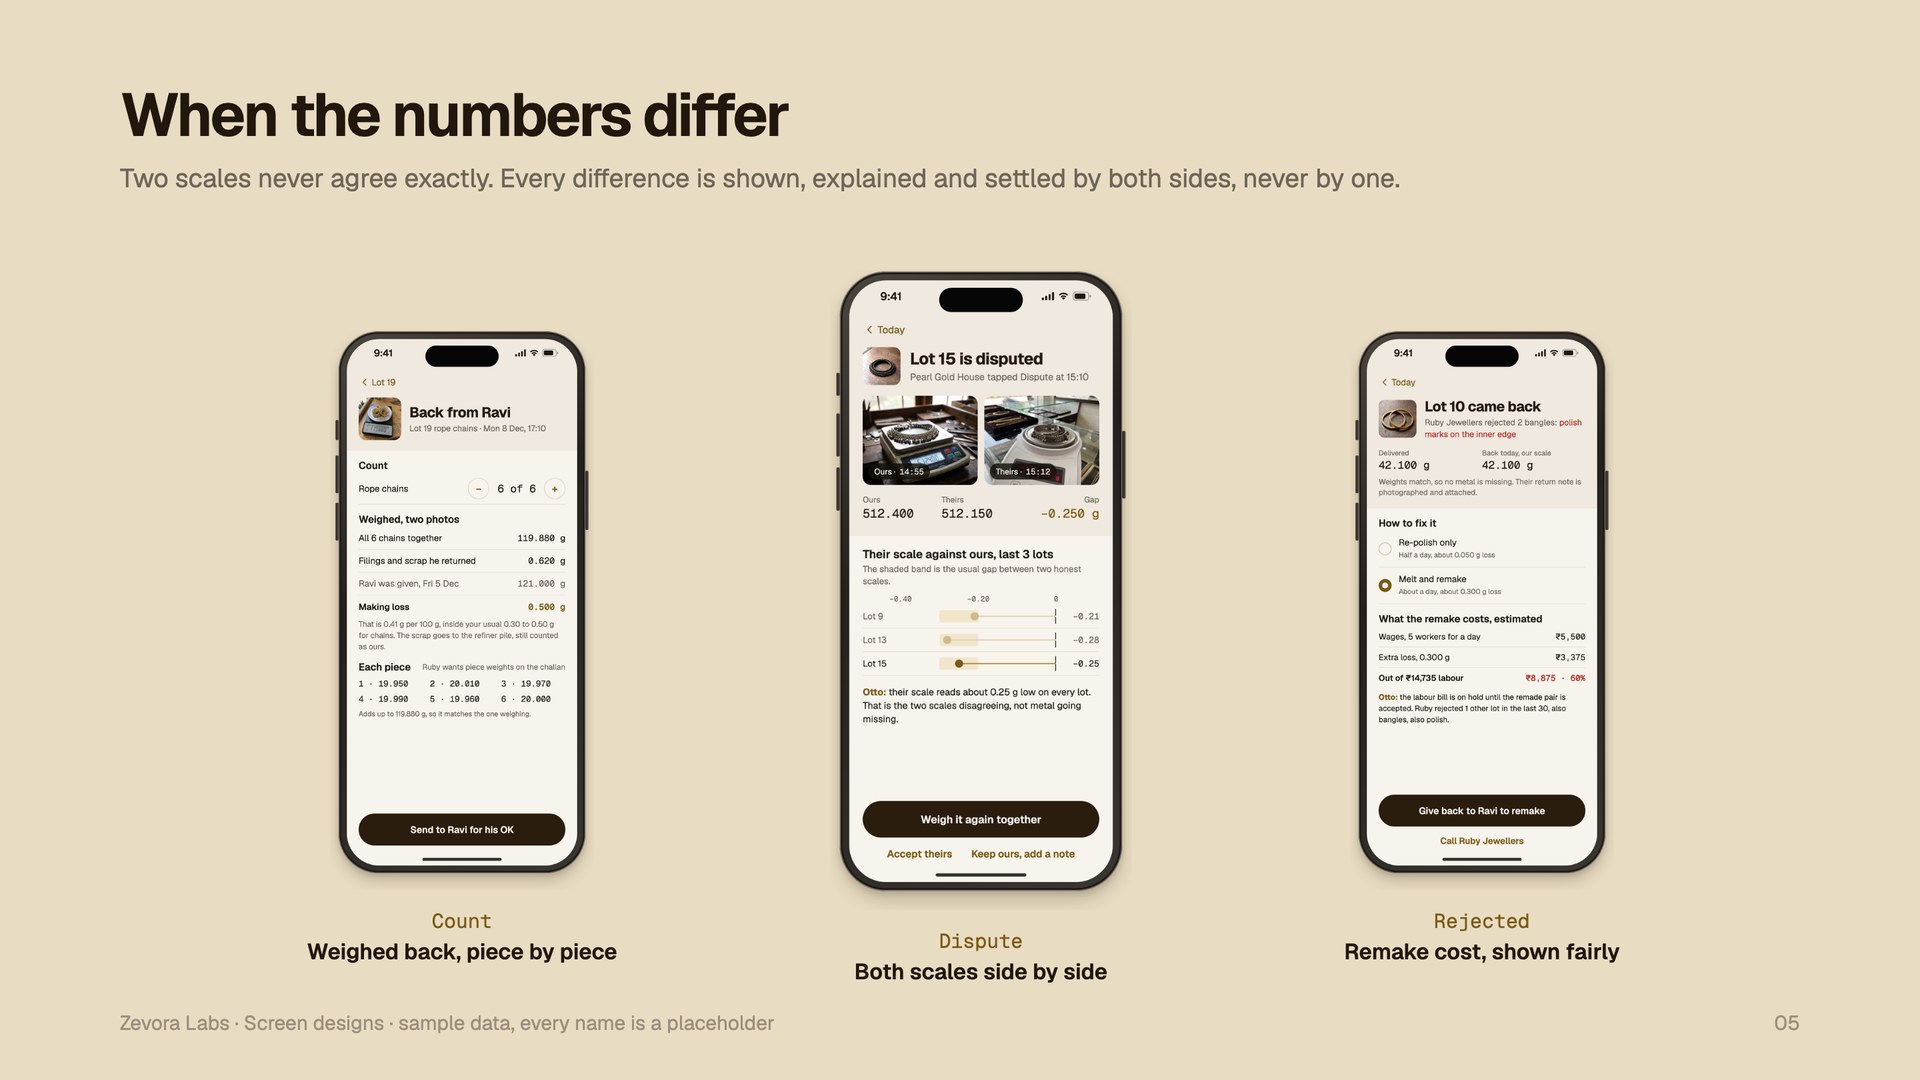 When the numbers differ
Two scales never agree exactly. Every difference is shown, explained and settled by both sides, never by one.
9:41
Lot 19
Back from Ravi
Lot 19 rope chains · Mon 8 Dec, 17:10
Count
Rope chains − 6 of 6 +
Weighed, two photos
All 6 chains together 119.880 g
Filings and scrap he returned 0.620 g
Ravi was given, Fri 5 Dec 121.000 g
Making loss 0.500 g
That is 0.41 g per 100 g, inside your usual 0.30 to 0.50 g
for chains. The scrap goes to the refiner pile, still counted
as ours.
Each piece Ruby wants piece weights on the challan
1 · 19.950 2 · 20.010 3 · 19.970
4 · 19.990 5 · 19.960 6 · 20.000
Adds up to 119.880 g, so it matches the one weighing.
Send to Ravi for his OK
Count
Weighed back, piece by piece
9:41
Today
Lot 15 is disputed
Pearl Gold House tapped Dispute at 15:10
Ours · 14:55
Theirs · 15:12
Ours Theirs Gap
512.400 512.150 −0.250 g
Their scale against ours, last 3 lots
The shaded band is the usual gap between two honest
scales.
−0.40 −0.20 0
Lot 9 −0.21
Lot 13 −0.28
Lot 15 −0.25
Otto: their scale reads about 0.25 g low on every lot.
That is the two scales disagreeing, not metal going
missing.
Weigh it again together
Accept theirs Keep ours, add a note
Dispute
Both scales side by side
9:41
Today
Lot 10 came back
Ruby Jewellers rejected 2 bangles: polish
marks on the inner edge
Delivered Back today, our scale
42.100 g 42.100 g
Weights match, so no metal is missing. Their return note is
photographed and attached.
How to fix it
Re-polish only
Half a day, about 0.050 g loss
Melt and remake
About a day, about 0.300 g loss
What the remake costs, estimated
Wages, 5 workers for a day ₹5,500
Extra loss, 0.300 g ₹3,375
Out of ₹14,735 labour ₹8,875 · 60%
Otto: the labour bill is on hold until the remade pair is
accepted. Ruby rejected 1 other lot in the last 30, also
bangles, also polish.
Give back to Ravi to remake
Call Ruby Jewellers
Rejected
Remake cost, shown fairly
Zevora Labs · Screen designs · sample data, every name is a placeholder
05